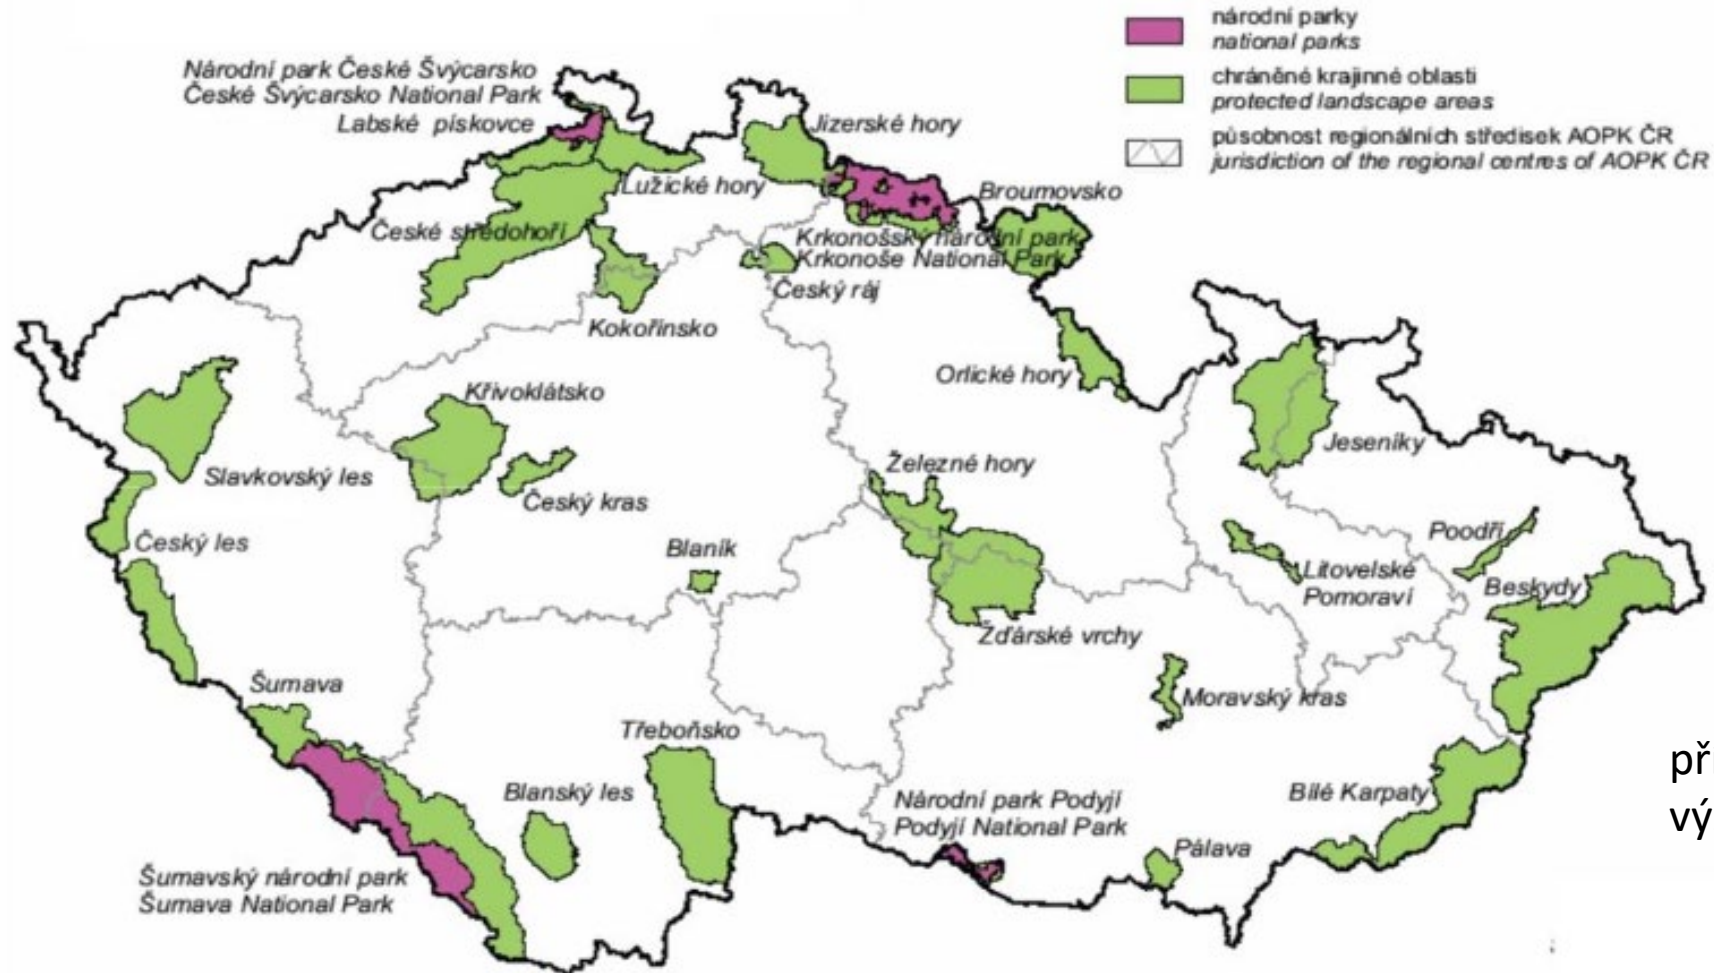 národní parky
national parks
chráněné krajinné oblasti
protected landscape areas
působnost regionálních středisek AOPK ČR
jurisdiction of the regional centres of AOPK ČR
Národní park České Švýcarsko
České Švýcarsko National Park
Labské pískovce
Jizerské hory
Lužické hory
Broumovsko
České středohoří
Krkonošský národní park
Krkonoše National Park
Český ráj
Kokořínsko
Orlické hory
Křivoklátsko
Jeseníky
Slavkovský les
Železné hory
Český kras
Český les
Blaník
Poodří
Litovelské
Pomoraví
Beskydy
Žďárské vrchy
Šumava
Moravský kras
Třeboňsko
Blanský les
Národní park Podyjí
Podyjí National Park
Bílé Karpaty
Pálava
Šumavský národní park
Šumava National Park
př
vý